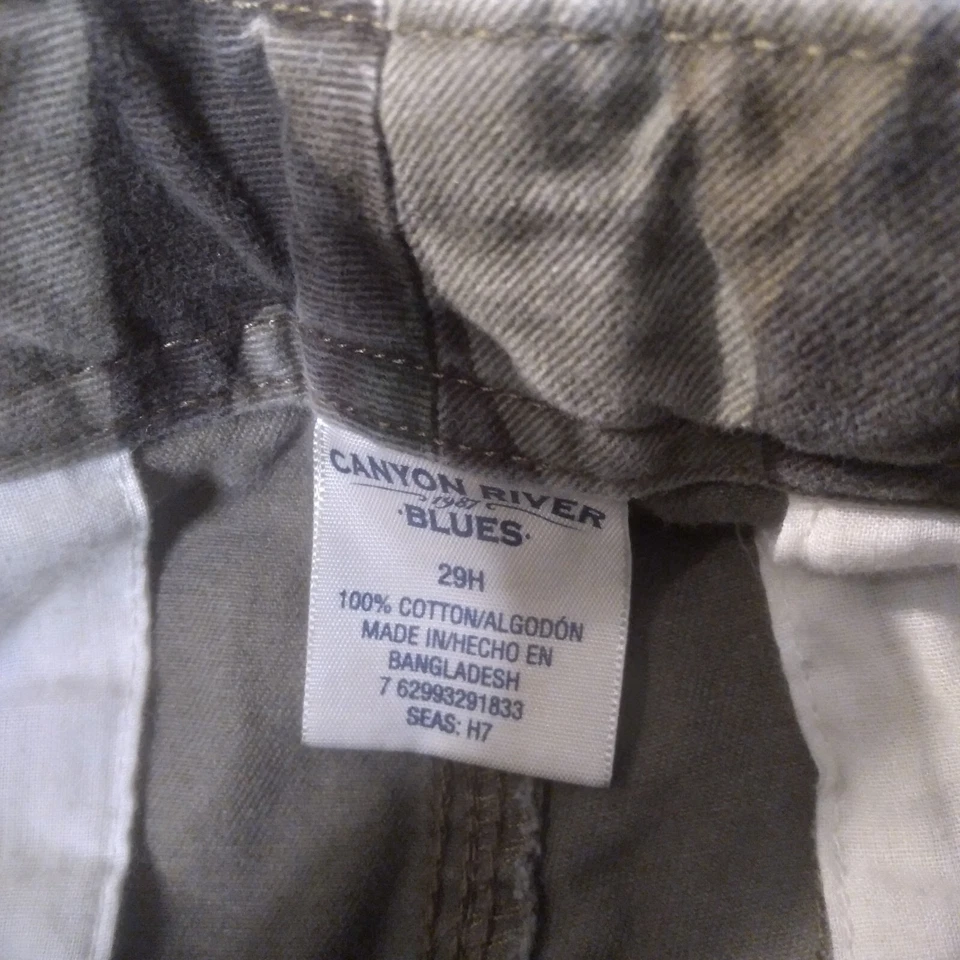 CANYON RIVER
1987
·BLUES·
29H
100% COTTON/ALGODÓN
MADE IN/HECHO EN
BANGLADESH
7 62993291833
SEAS: H7